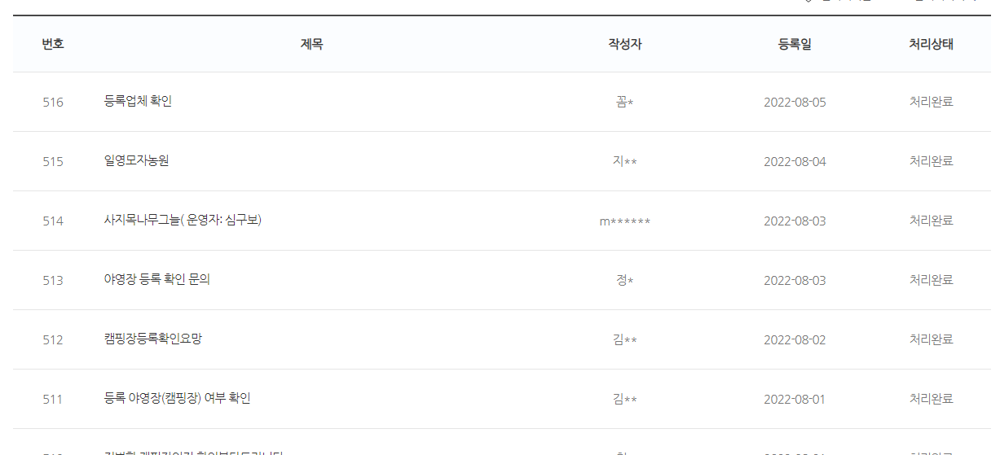 번호 제목 작성자 등록일 처리상태
516 등록업체 확인 꼼* 2022-08-05 처리완료
515 일영모자농원 지** 2022-08-04 처리완료
514 사지목나무그늘( 운영자: 심구보) m****** 2022-08-03 처리완료
513 야영장 등록 확인 문의 정* 2022-08-03 처리완료
512 캠핑장등록확인요망 김** 2022-08-02 처리완료
511 등록 야영장(캠핑장) 여부 확인 김** 2022-08-01 처리완료